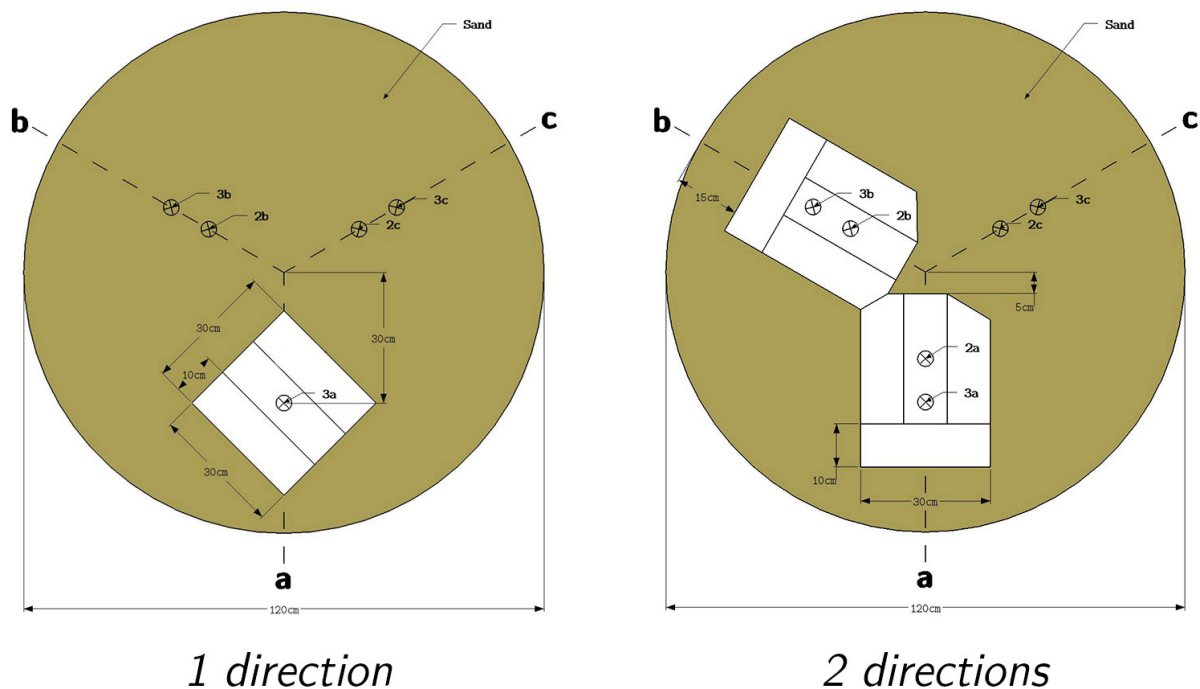 Sand
b
c
3b
2b
3c
2c
30cm
10cm
30cm
3a
30cm
a
120cm
1 direction
Sand
b
c
15cm
3b
2b
3c
2c
5cm
2a
3a
10cm
30cm
a
120cm
2 directions